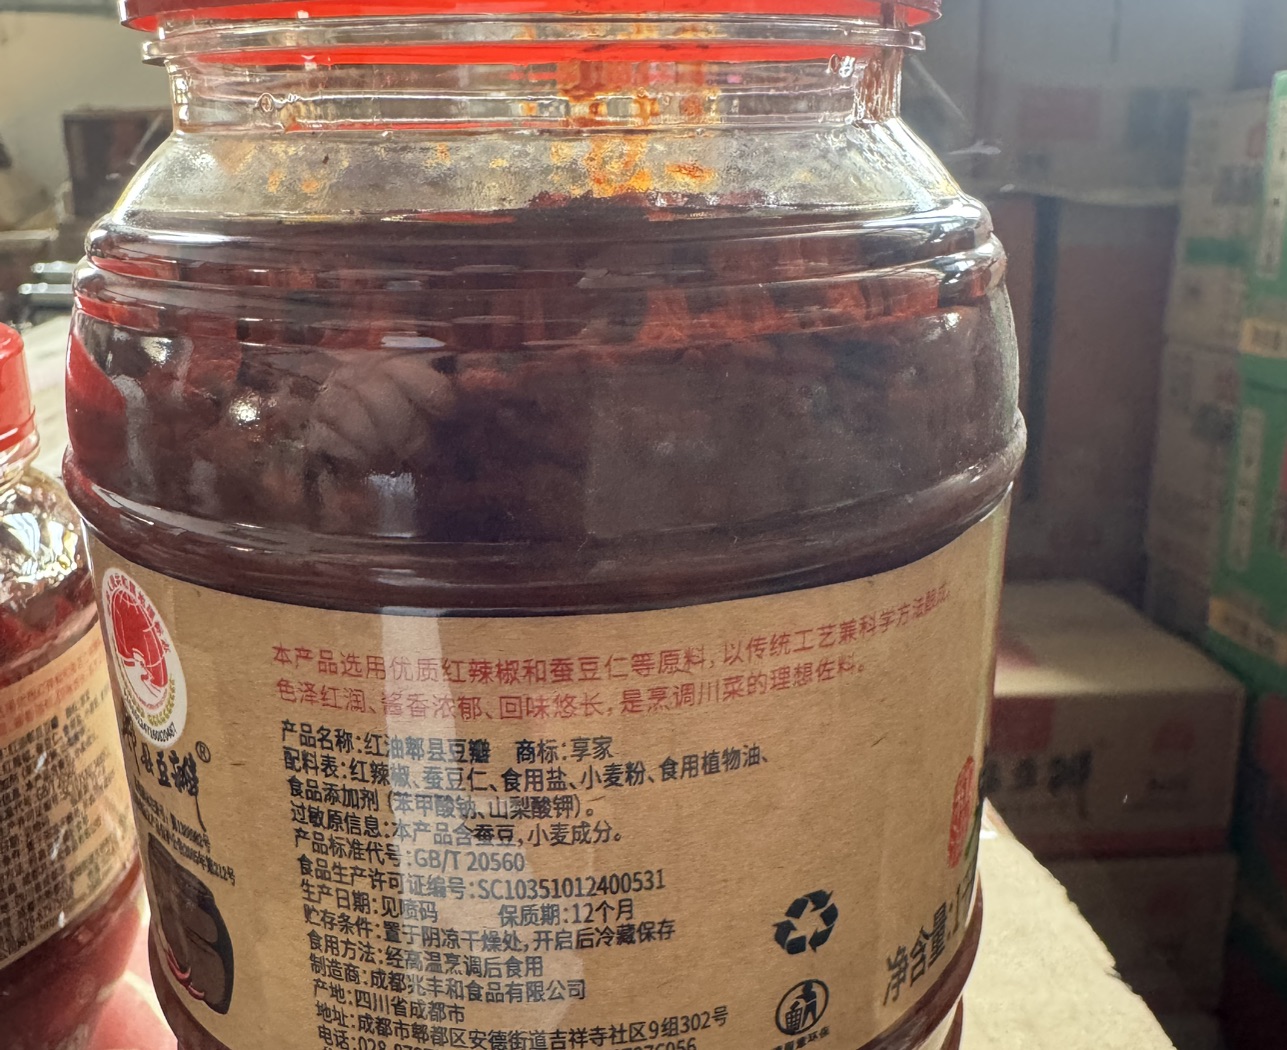 本产品选用优质红辣椒和蚕豆仁等原料，以传统工艺兼科学方法酿成。
色泽红润、酱香浓郁、回味悠长，是烹调川菜的理想佐料。
产品名称:红油郫县豆瓣 商标:享家
配料表:红辣椒、蚕豆仁、食用盐、小麦粉、食用植物油、
食品添加剂（苯甲酸钠、山梨酸钾）。
过敏原信息:本产品含蚕豆,小麦成分。
产品标准代号:GB/T 20560
食品生产许可证编号:SC10351012400531
生产日期:见喷码 保质期:12个月
贮存条件:置于阴凉干燥处,开启后冷藏保存
食用方法:经高温烹调后食用
制造商:成都兆丰和食品有限公司
产地:四川省成都市
地址:成都市郫都区安德街道吉祥寺社区9组302号
电话:028
县豆瓣®
净含量: